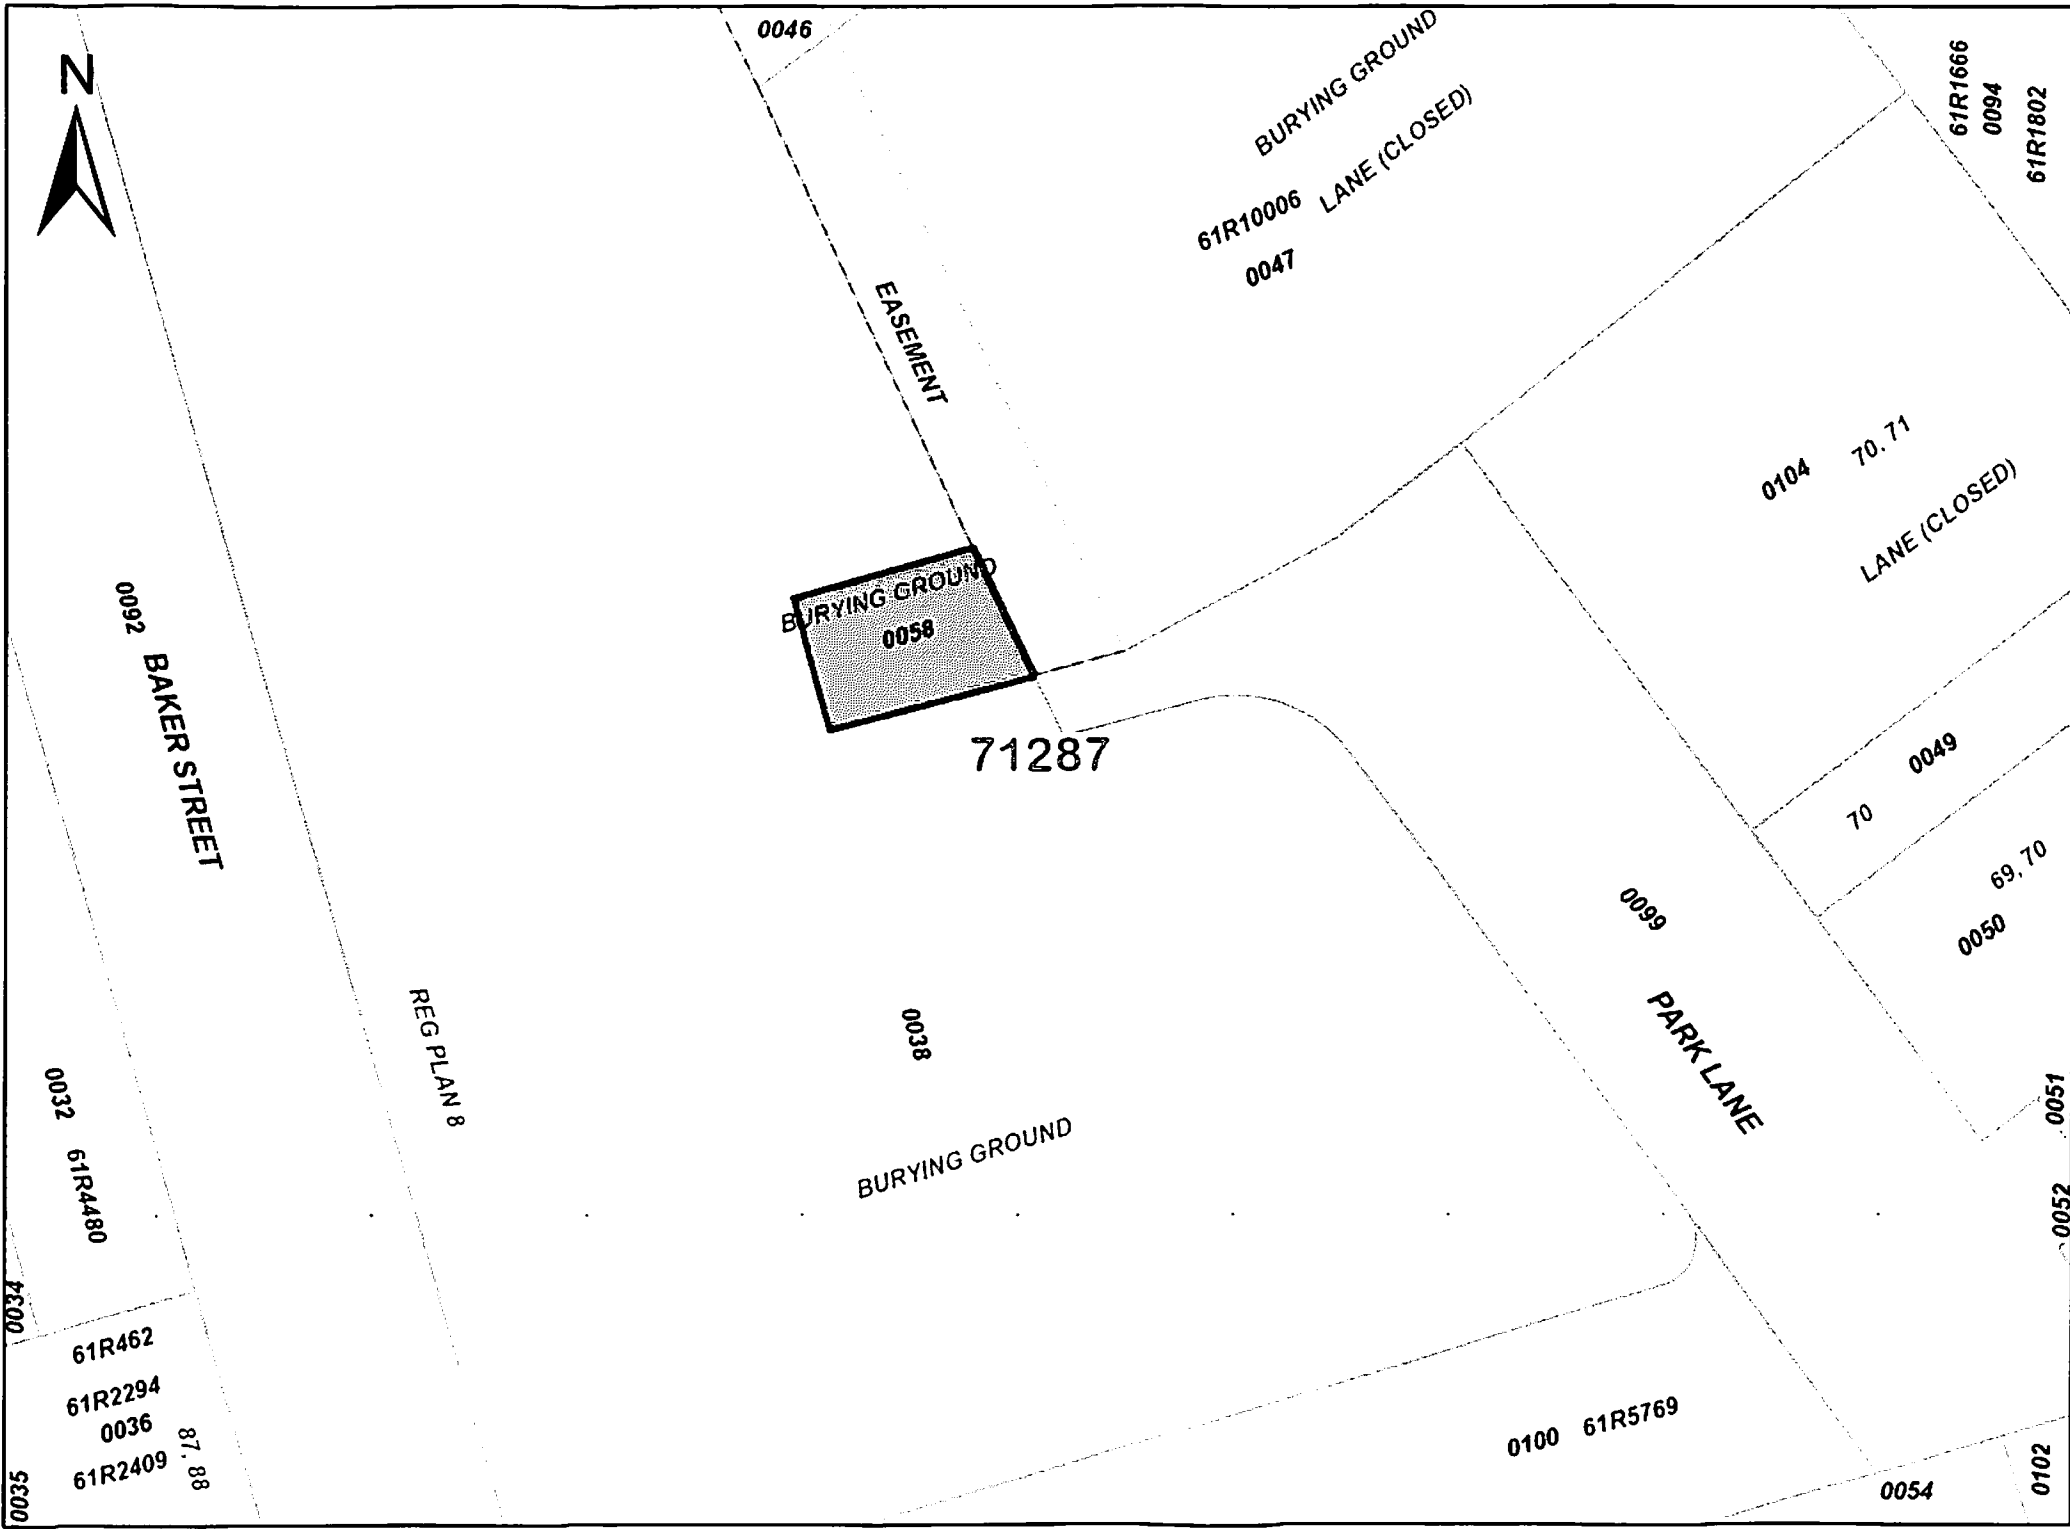 0046
N
BURYING GROUND
LANE (CLOSED)
61R10006
0047
61R1666
0094
61R1802
EASEMENT
0104 70, 71
LANE (CLOSED)
BURYING GROUND
0058
0092 BAKER STREET
71287
0049
70
69, 70
0050
0099
PARK LANE
REG PLAN 8
0038
BURYING GROUND
0032 61R4480
0051
0052
0034
61R462
61R2294
0036
61R2409
87, 88
0035
0100 61R5769
0054
0102